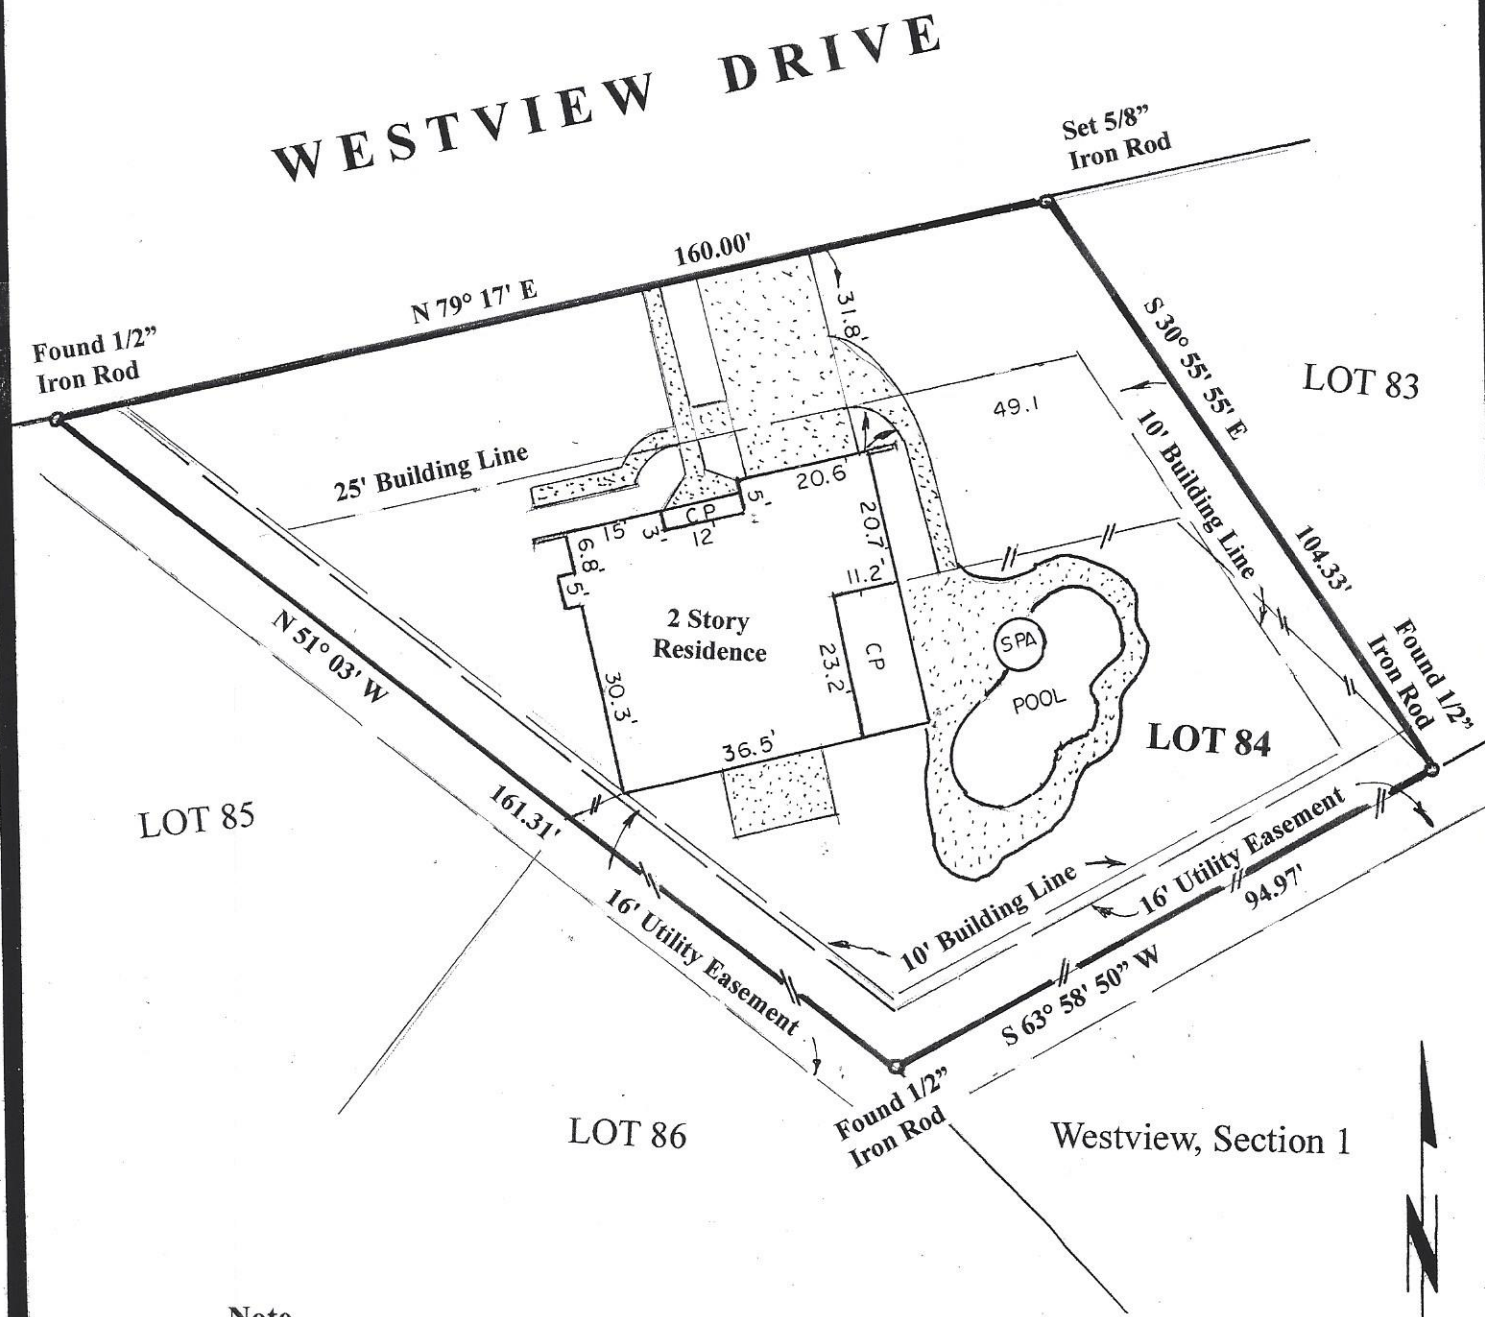 WESTVIEW DRIVE
Set 5/8”
Iron Rod
160.00'
N 79° 17' E
Found 1/2”
Iron Rod
31.8'
S 30° 55' 55' E
LOT 83
49.1
10' Building Line
25' Building Line
20.6'
5'
CP
12'
3'
15'
6.8'
5'
20.7'
11.2'
104.33'
2 Story
Residence
CP
23.2'
SPA
POOL
Found 1/2”
Iron Rod
N 51° 03' W
30.3'
36.5'
LOT 84
LOT 85
161.31'
16' Utility Easement
10' Building Line
16' Utility Easement
94.97'
S 63° 58' 50” W
Found 1/2”
Iron Rod
LOT 86
Westview, Section 1
N
Note